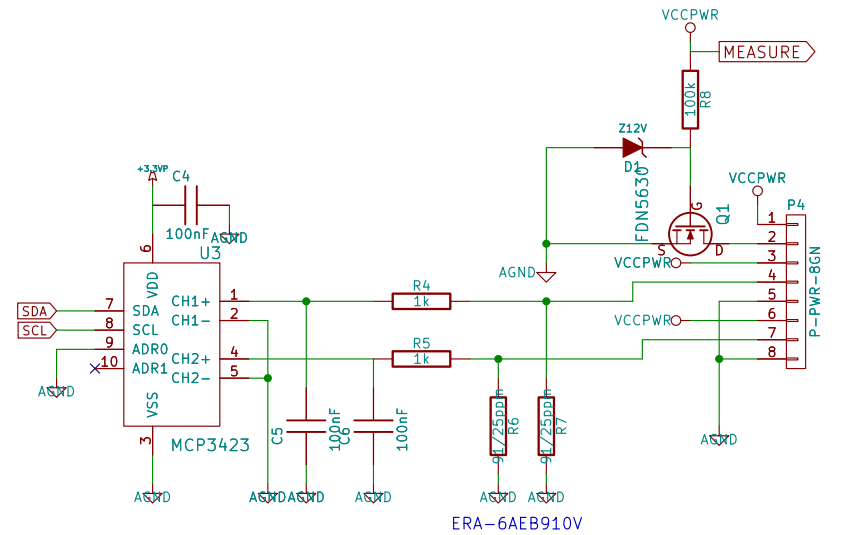 VCCPWR
MEASURE
100k
R8
Z12V
D1
FDN5630
Q1
G
S
D
VCCPWR
P4
1
2
3
4
5
6
7
8
P-PWR-8GN
VCCPWR
VCCPWR
AGND
AGND
+3.3VP
C4
100nF
AGND
U3
6
VDD
SDA
7
SDA
SCL
8
SCL
9
ADR0
10
ADR1
CH1+
1
CH1-
2
CH2+
4
CH2-
5
VSS
3
MCP3423
AGND
AGND
AGND
AGND
AGND
R4
1k
R5
1k
C5
100nF
C6
100nF
91/25ppm
R6
91/25ppm
R7
AGND
AGND
ERA-6AEB910V